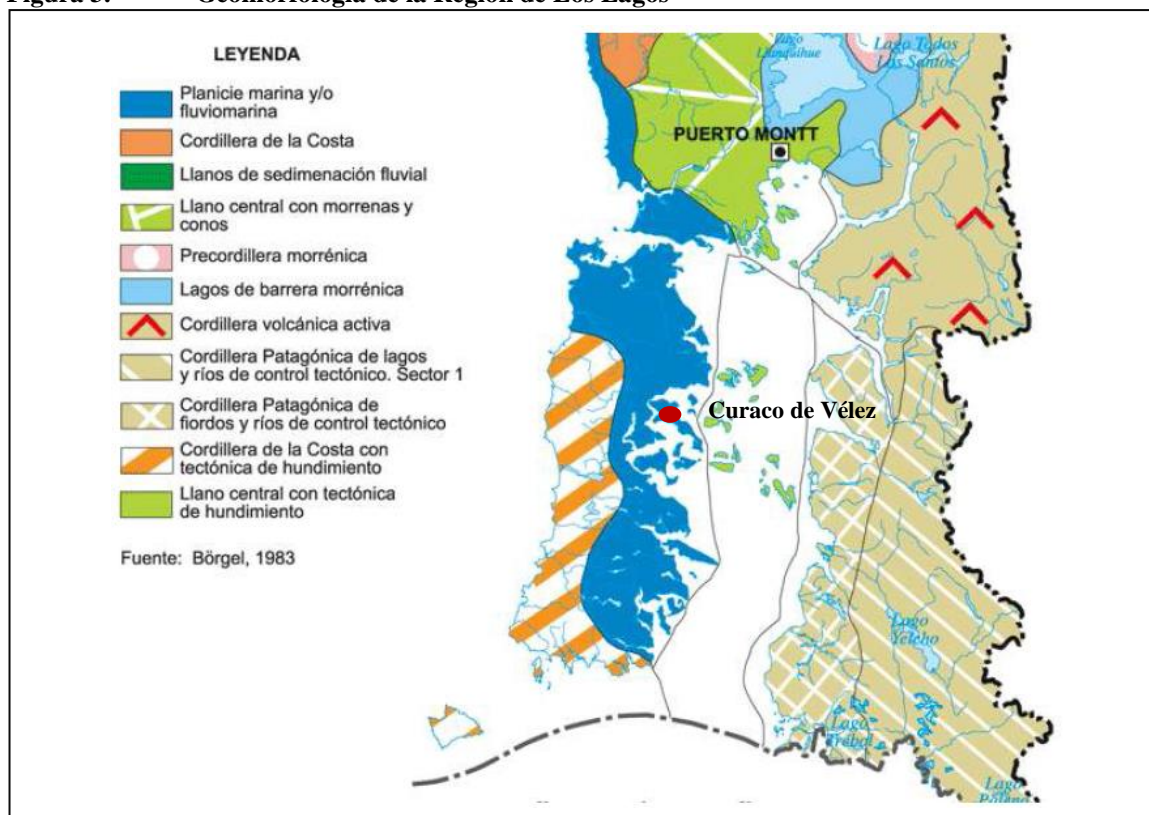 Figura 3. Geomorfología de la Región de Los Lagos
LEYENDA
Planicie marina y/o
fluviomarina
Cordillera de la Costa
Llanos de sedimenación fluvial
Llano central con morrenas y
conos
Precordillera morrénica
Lagos de barrera morrénica
Cordillera volcánica activa
Cordillera Patagónica de lagos
y ríos de control tectónico. Sector 1
Cordillera Patagónica de
fiordos y ríos de control tectónico
Cordillera de la Costa con
tectónica de hundimiento
Llano central con tectónica
de hundimiento
Fuente: Börgel, 1983
Llanquihue
Lago Todos
Los Santos
PUERTO MONTT
Curaco de Vélez
Lago
Yelcho
Lago
Trébol
Lago